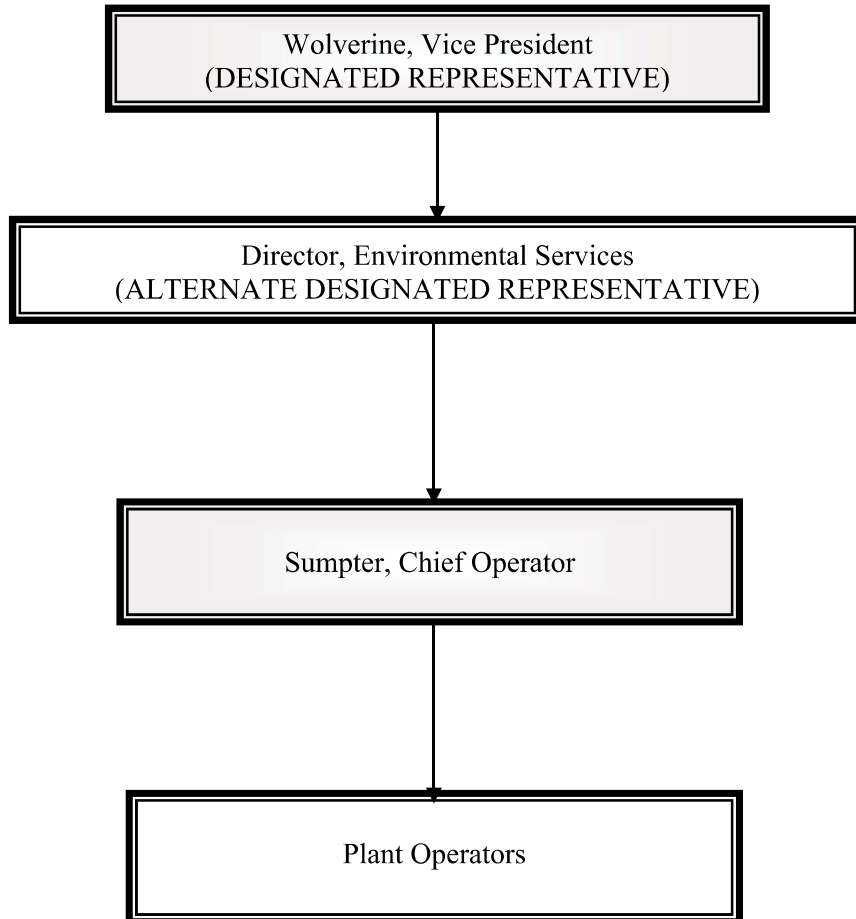 Wolverine, Vice President
(DESIGNATED REPRESENTATIVE)
Director, Environmental Services
(ALTERNATE DESIGNATED REPRESENTATIVE)
Sumpter, Chief Operator
Plant Operators